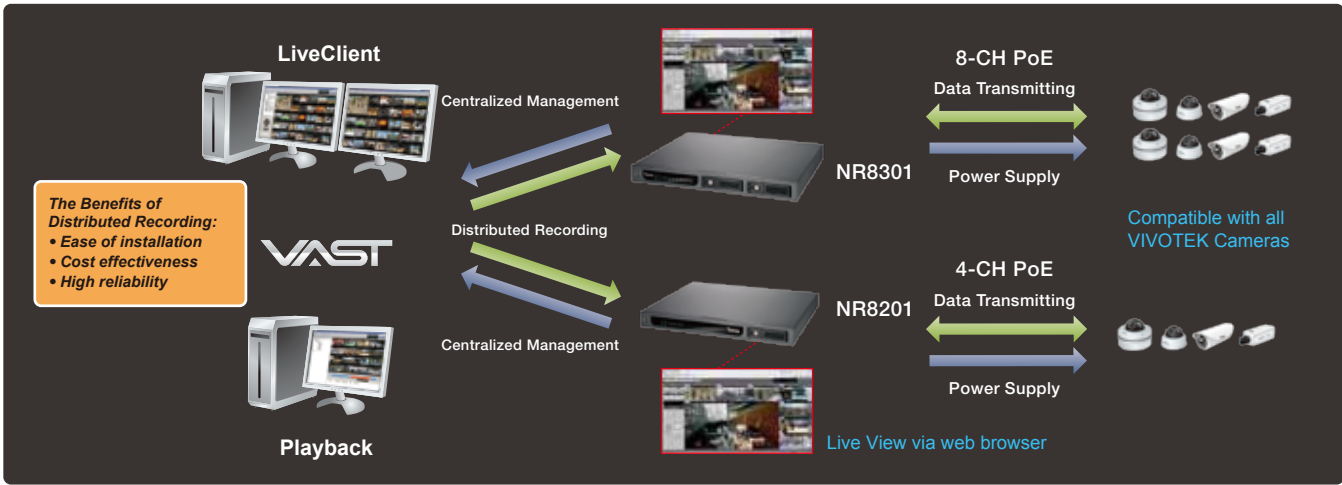 LiveClient
The Benefits of
Distributed Recording:
• Ease of installation
• Cost effectiveness
• High reliability
VAST
Playback
Centralized Management
Distributed Recording
Centralized Management
NR8301
NR8201
Live View via web browser
8-CH PoE
Data Transmitting
Power Supply
Compatible with all
VIVOTEK Cameras
4-CH PoE
Data Transmitting
Power Supply